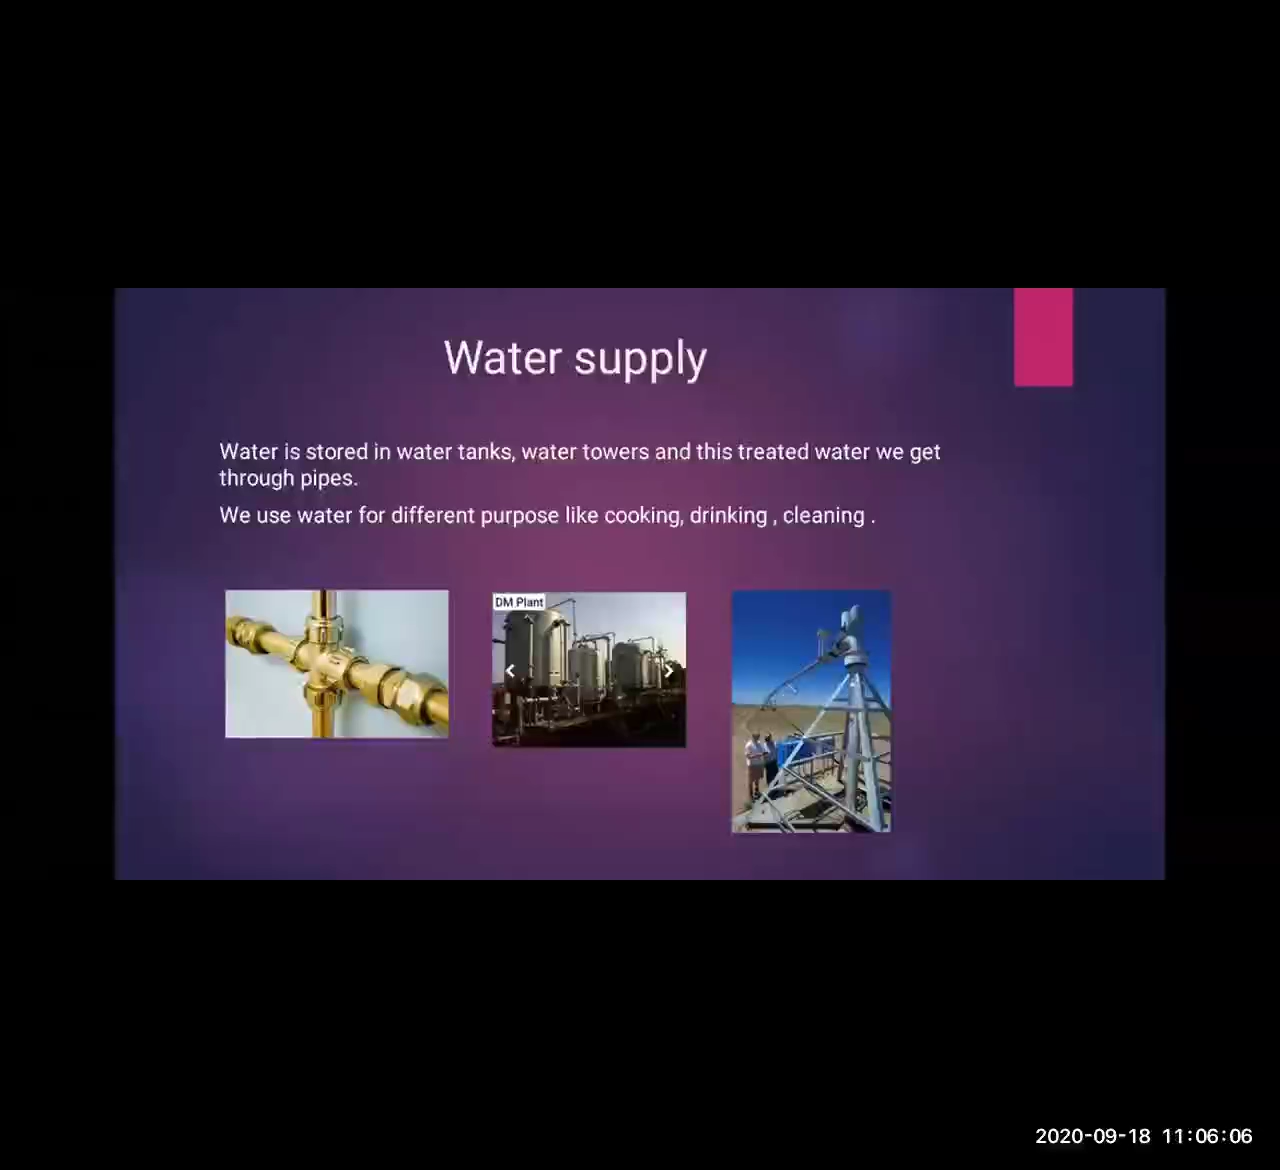 Water supply
Water is stored in water tanks, water towers and this treated water we get
through pipes.
We use water for different purpose like cooking, drinking , cleaning .
DM Plant
2020-09-18 11:06:06